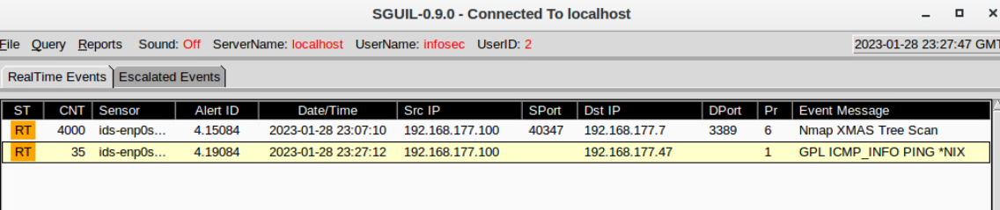 SGUIL-0.9.0 - Connected To localhost
File Query Reports Sound: Off ServerName: localhost UserName: infosec UserID: 2 2023-01-28 23:27:47 GMT
RealTime Events Escalated Events
ST CNT Sensor Alert ID Date/Time Src IP SPort Dst IP DPort Pr Event Message
RT 4000 ids-enp0s... 4.15084 2023-01-28 23:07:10 192.168.177.100 40347 192.168.177.7 3389 6 Nmap XMAS Tree Scan
RT 35 ids-enp0s... 4.19084 2023-01-28 23:27:12 192.168.177.100 192.168.177.47 1 GPL ICMP_INFO PING *NIX